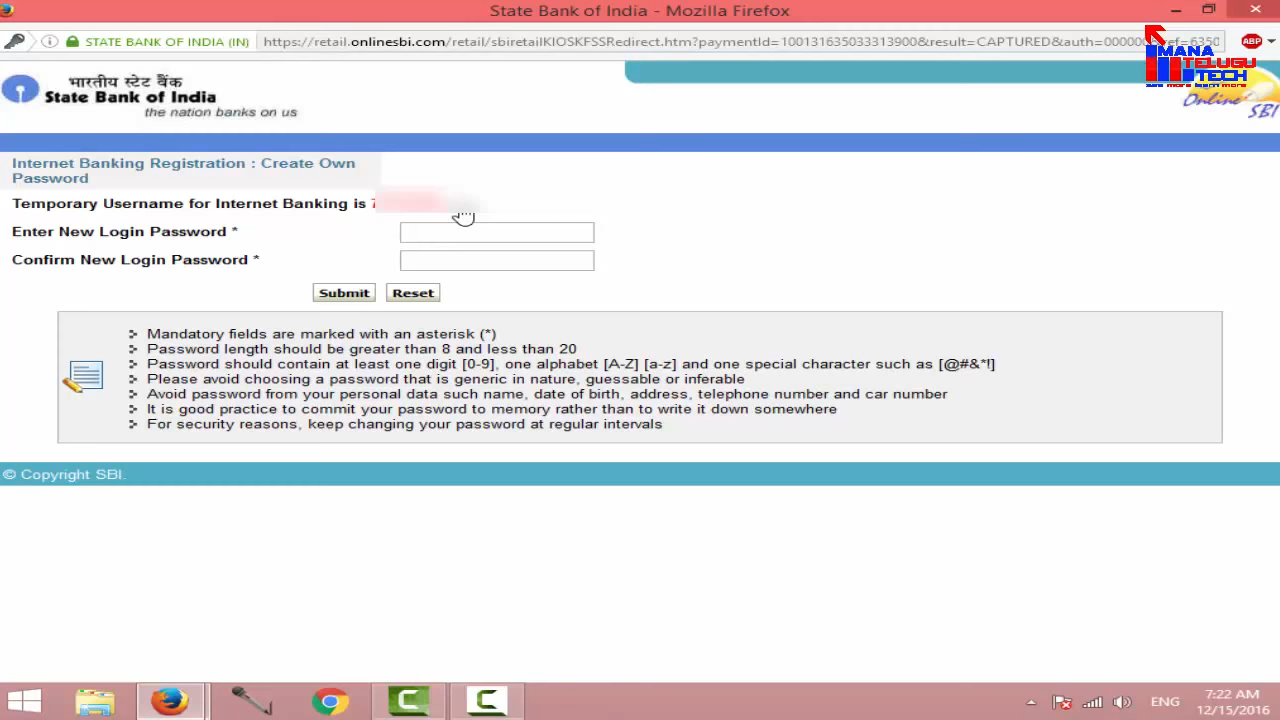 State Bank of India - Mozilla Firefox
STATE BANK OF INDIA (IN)
https://retail.onlinesbi.com/retail/sbiretailKIOSKFSSRedirect.htm?paymentId=100131635033313900&result=CAPTURED&auth=000000
ref=6350
ABP
MANA
TELUGU
TECH
भारतीय स्टेट बैंक
State Bank of India
the nation banks on us
Online SBI
Internet Banking Registration : Create Own
Password
Temporary Username for Internet Banking is 7
Enter New Login Password *
Confirm New Login Password *
Submit Reset
Mandatory fields are marked with an asterisk (*)
Password length should be greater than 8 and less than 20
Password should contain at least one digit [0-9], one alphabet [A-Z] [a-z] and one special character such as [@#&*!]
Please avoid choosing a password that is generic in nature, guessable or inferable
Avoid password from your personal data such name, date of birth, address, telephone number and car number
It is good practice to commit your password to memory rather than to write it down somewhere
For security reasons, keep changing your password at regular intervals
© Copyright SBI.
ENG
7:22 AM
12/15/2016